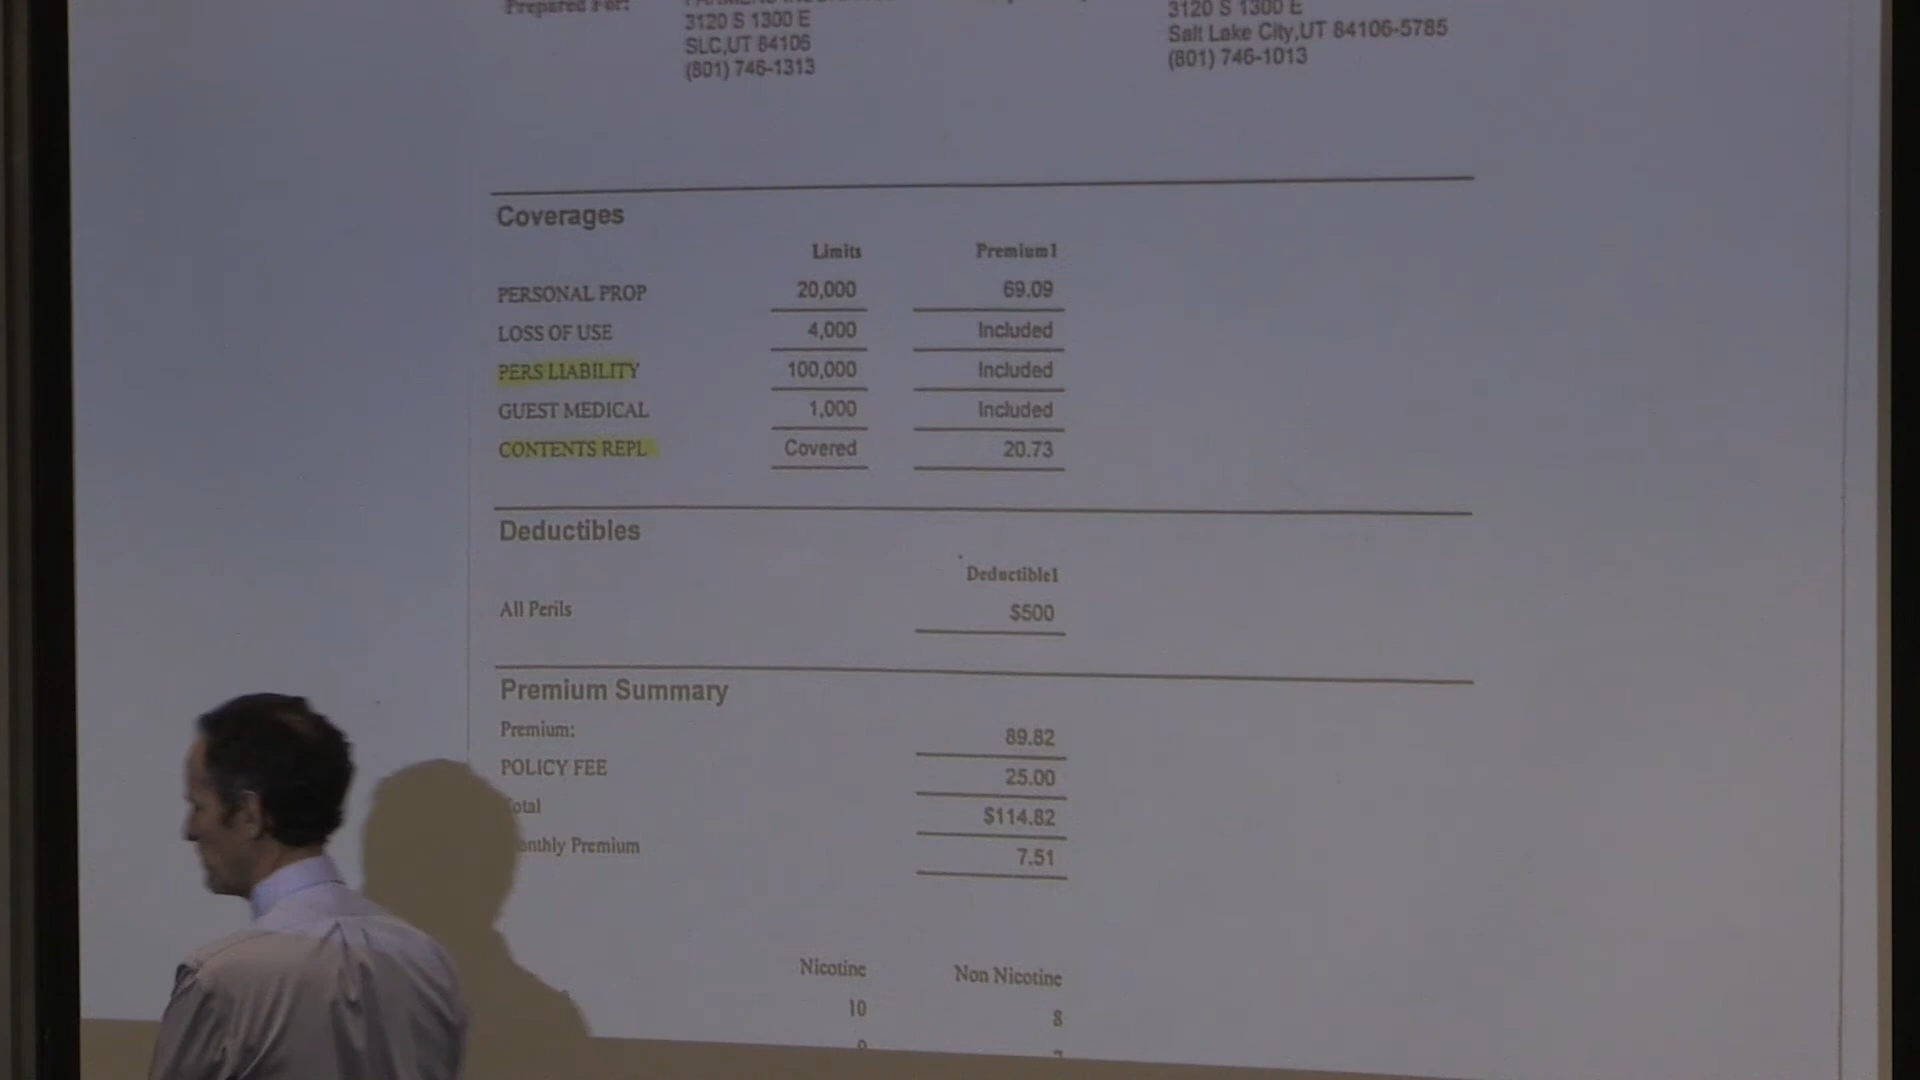 Prepared For:
3120 S 1300 E
SLC,UT 84106
(801) 746-1313
3120 S 1300 E
Salt Lake City,UT 84106-5785
(801) 746-1013
Coverages
Limits Premium1
PERSONAL PROP 20,000 69.09
LOSS OF USE 4,000 Included
PERS LIABILITY 100,000 Included
GUEST MEDICAL 1,000 Included
CONTENTS REPL Covered 20.73
Deductibles
Deductible1
All Perils $500
Premium Summary
Premium: 89.82
POLICY FEE 25.00
otal $114.82
onthly Premium 7.51
Nicotine Non Nicotine
10 8